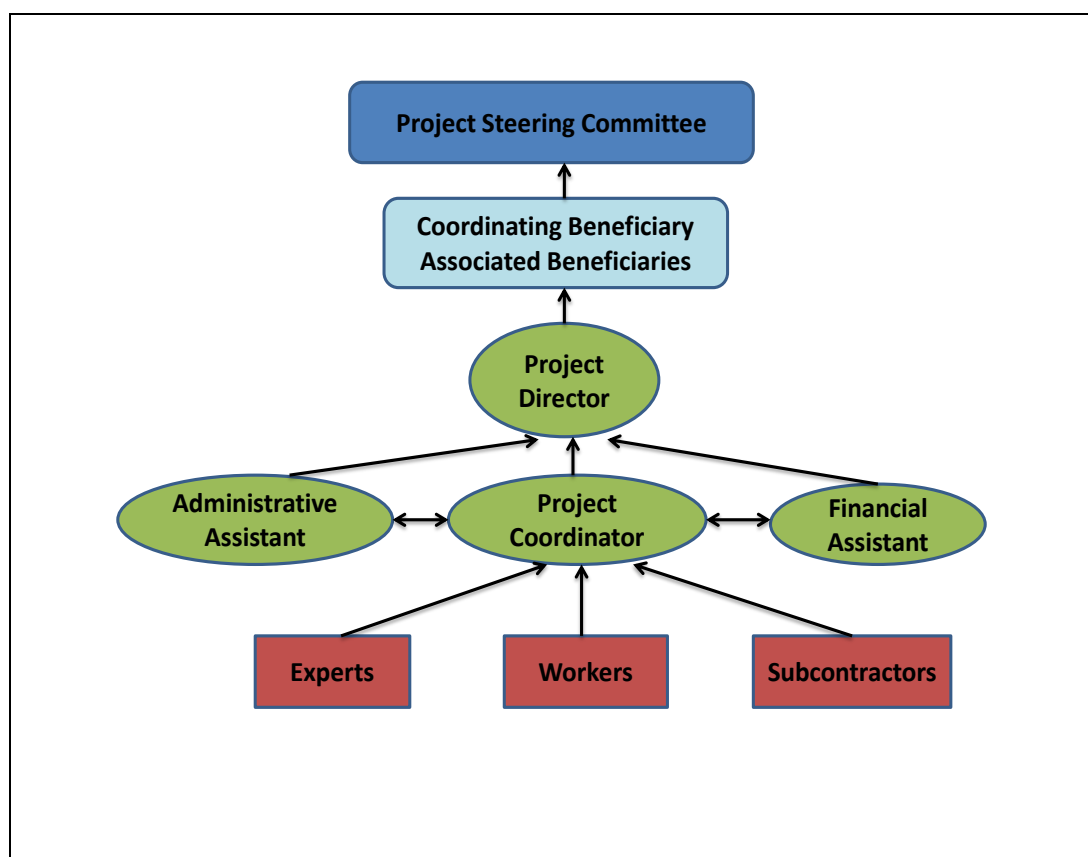 Project Steering Committee
Coordinating Beneficiary
Associated Beneficiaries
Project
Director
Administrative
Assistant
Project
Coordinator
Financial
Assistant
Experts
Workers
Subcontractors